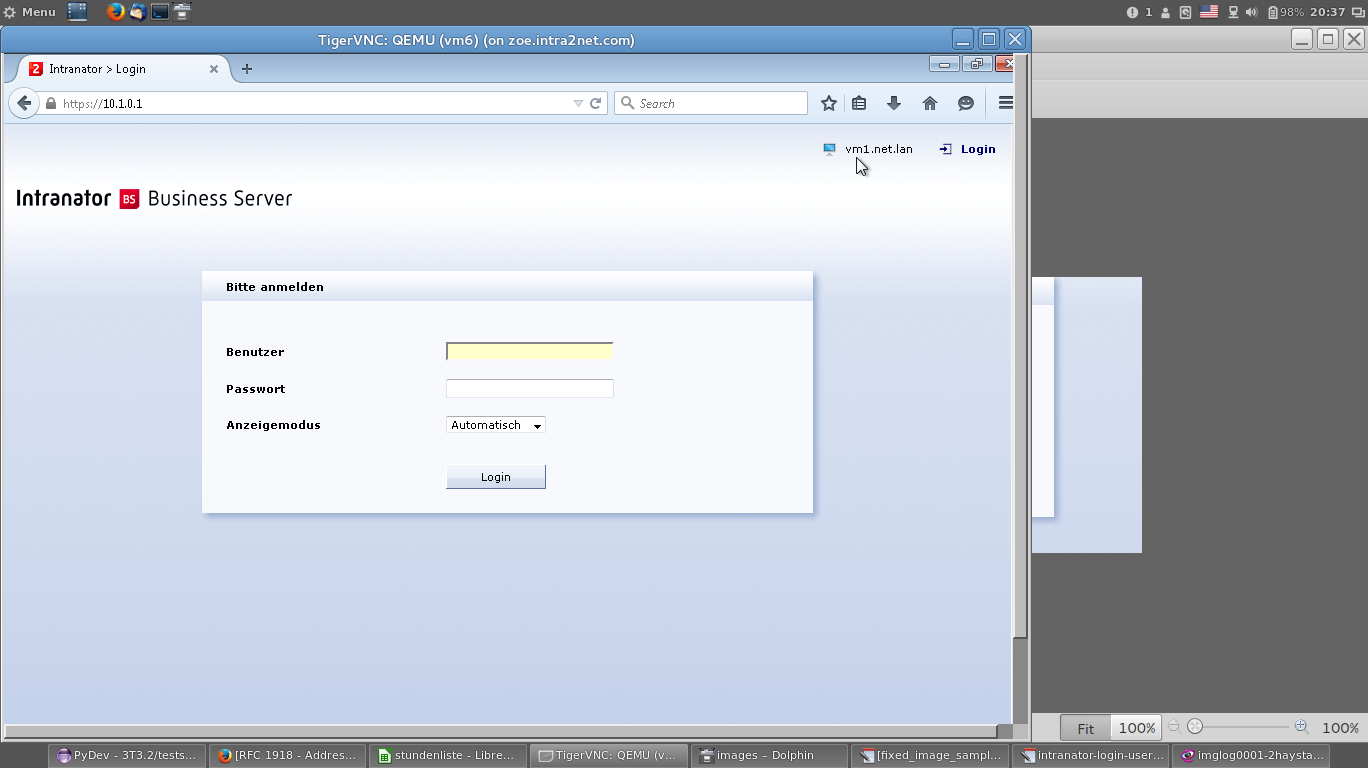 Menu
1
98%
20:37
TigerVNC: QEMU (vm6) (on zoe.intra2net.com)
2 Intranator > Login
https://10.1.0.1
Search
vm1.net.lan
Login
Intranator BS Business Server
Bitte anmelden
Benutzer
Passwort
Anzeigemodus
Automatisch
Login
Fit
100%
100%
PyDev - 3T3.2/tests...
[RFC 1918 - Addres...
stundenliste - Libre...
TigerVNC: QEMU (v...
images – Dolphin
[fixed_image_sampl...
intranator-login-user...
imglog0001-2haysta...